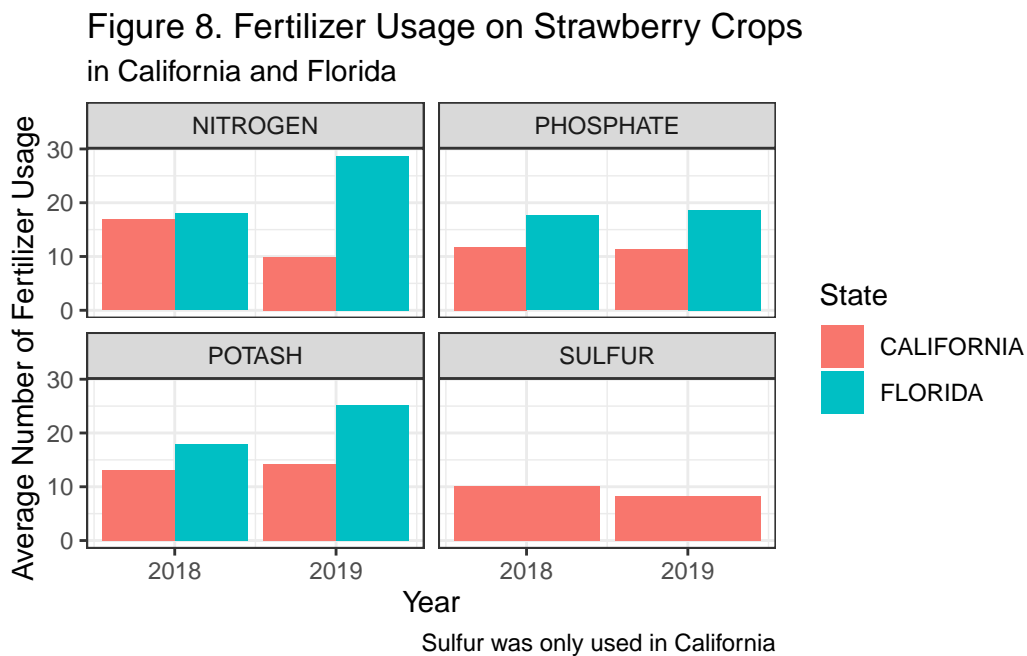 Figure 8. Fertilizer Usage on Strawberry Crops
in California and Florida
Average Number of Fertilizer Usage
NITROGEN
PHOSPHATE
30
20
10
0
POTASH
SULFUR
30
20
10
0
2018
2019
2018
2019
Year
State
CALIFORNIA
FLORIDA
Sulfur was only used in California